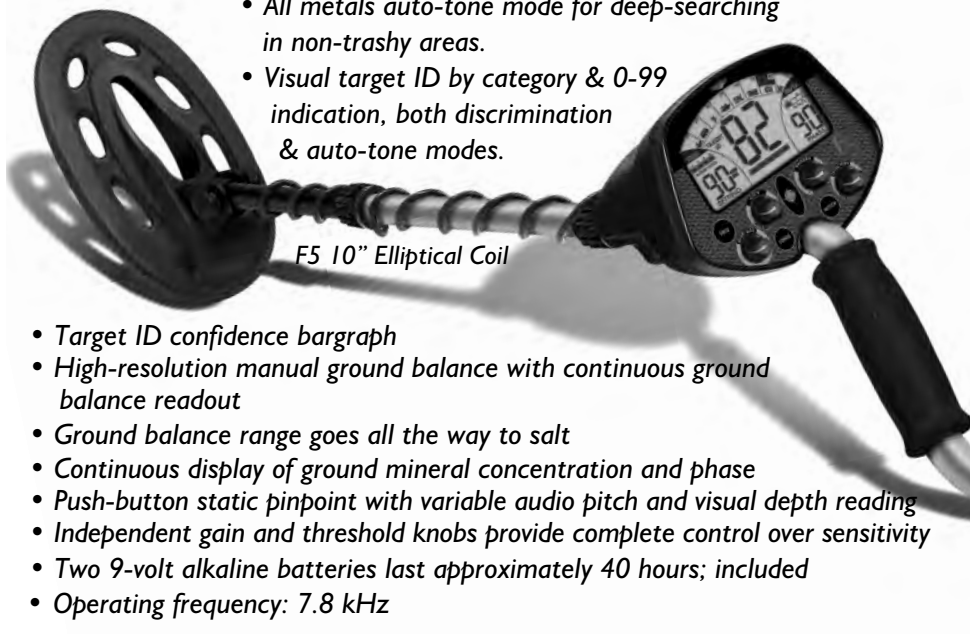 • All metals auto-tone mode for deep-searching
in non-trashy areas.
• Visual target ID by category & 0-99
indication, both discrimination
& auto-tone modes.
82
90
90
F5 10” Elliptical Coil
• Target ID confidence bargraph
• High-resolution manual ground balance with continuous ground
balance readout
• Ground balance range goes all the way to salt
• Continuous display of ground mineral concentration and phase
• Push-button static pinpoint with variable audio pitch and visual depth reading
• Independent gain and threshold knobs provide complete control over sensitivity
• Two 9-volt alkaline batteries last approximately 40 hours; included
• Operating frequency: 7.8 kHz